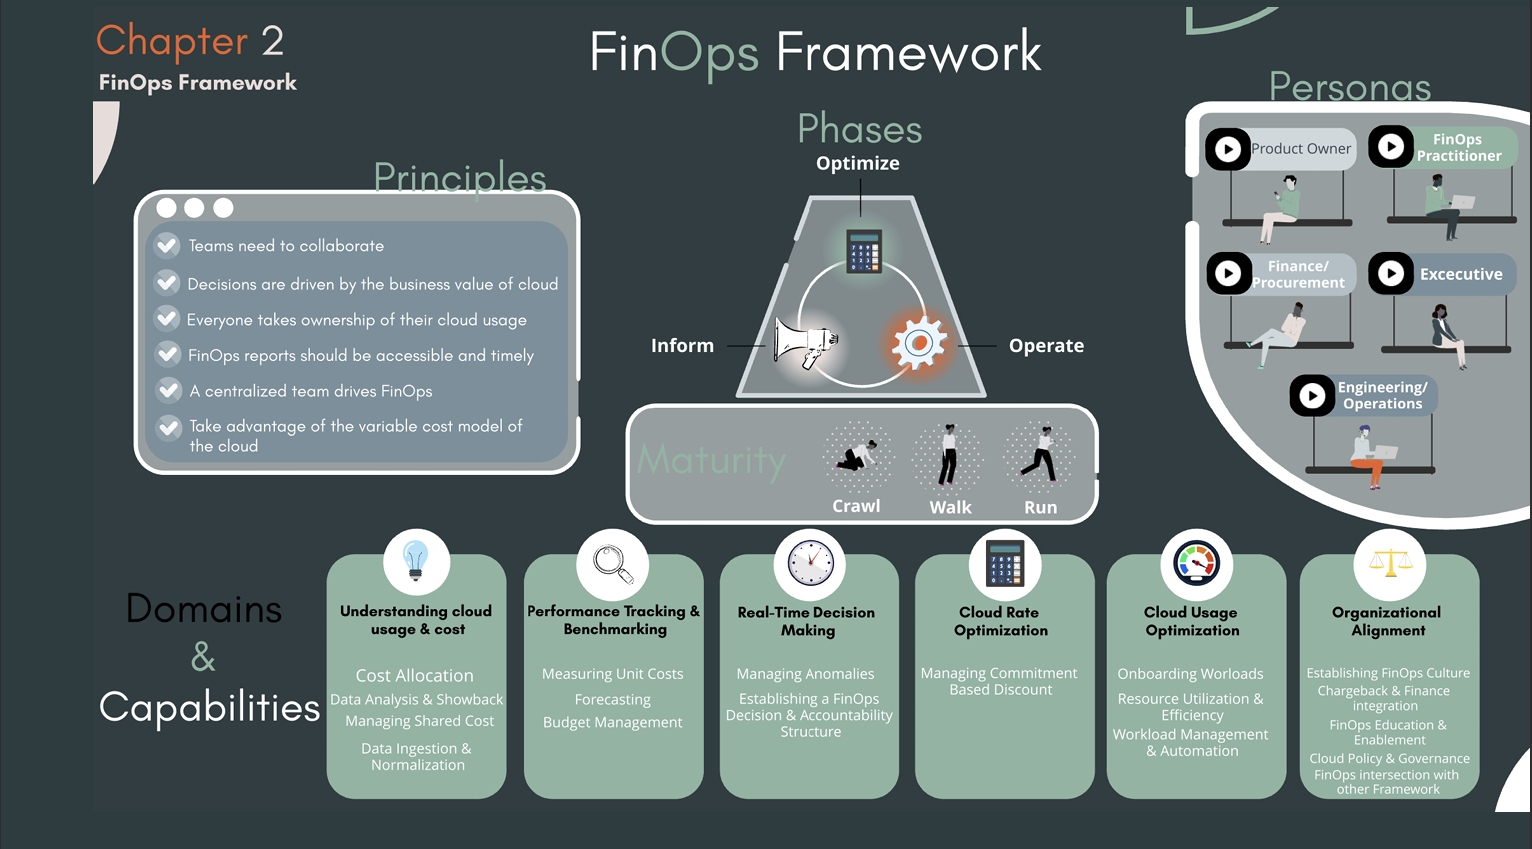 Chapter 2
FinOps Framework
FinOps Framework
Principles
Teams need to collaborate
Decisions are driven by the business value of cloud
Everyone takes ownership of their cloud usage
FinOps reports should be accessible and timely
A centralized team drives FinOps
Take advantage of the variable cost model of
the cloud
Phases
Optimize
Inform
Operate
Maturity
Crawl
Walk
Run
Personas
Product Owner
FinOps
Practitioner
Finance/
Procurement
Excecutive
Engineering/
Operations
Domains
&
Capabilities
Understanding cloud
usage & cost
Cost Allocation
Data Analysis & Showback
Managing Shared Cost
Data Ingestion &
Normalization
Performance Tracking &
Benchmarking
Measuring Unit Costs
Forecasting
Budget Management
Real-Time Decision
Making
Managing Anomalies
Establishing a FinOps
Decision & Accountability
Structure
Cloud Rate
Optimization
Managing Commitment
Based Discount
Cloud Usage
Optimization
Onboarding Worloads
Resource Utilization &
Efficiency
Workload Management
& Automation
Organizational
Alignment
Establishing FinOps Culture
Chargeback & Finance
integration
FinOps Education &
Enablement
Cloud Policy & Governance
FinOps intersection with
other Framework